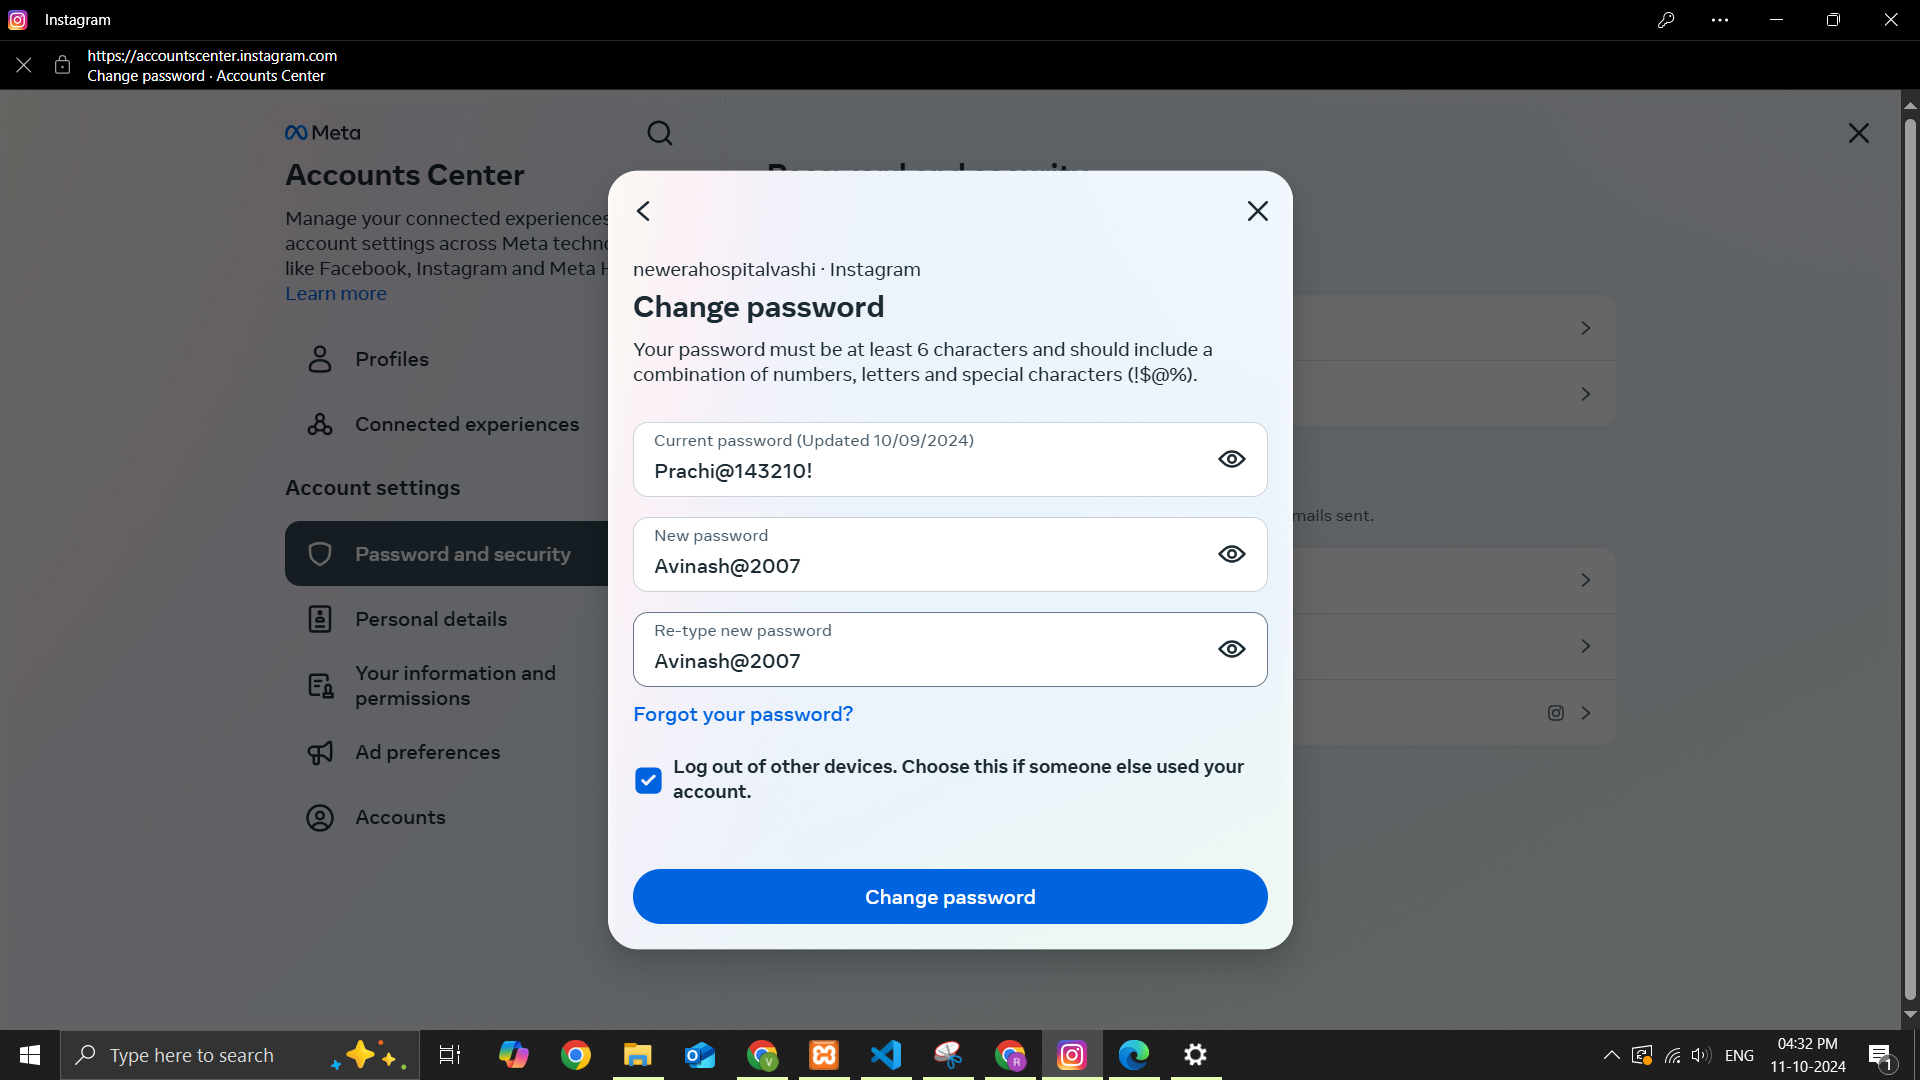 Instagram
https://accountscenter.instagram.com
Change password · Accounts Center
Meta
Accounts Center
Manage your connected experiences
account settings across Meta techno
like Facebook, Instagram and Meta H
Learn more
Profiles
Connected experiences
Account settings
Password and security
Personal details
Your information and
permissions
Ad preferences
Accounts
Password and security
newerahospitalvashi · Instagram
Change password
Your password must be at least 6 characters and should include a
combination of numbers, letters and special characters (!$@%).
Current password (Updated 10/09/2024)
Prachi@143210!
New password
Avinash@2007
Re-type new password
Avinash@2007
Forgot your password?
Log out of other devices. Choose this if someone else used your
account.
Change password
mails sent.
Type here to search
ENG
04:32 PM
11-10-2024
1